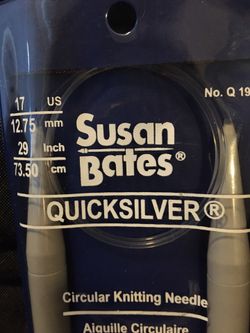 17 US
12.75 mm
29 Inch
73.50 cm
No. Q 19
Susan
Bates®
QUICKSILVER®
Circular Knitting Needle
Aiguille Circulaire